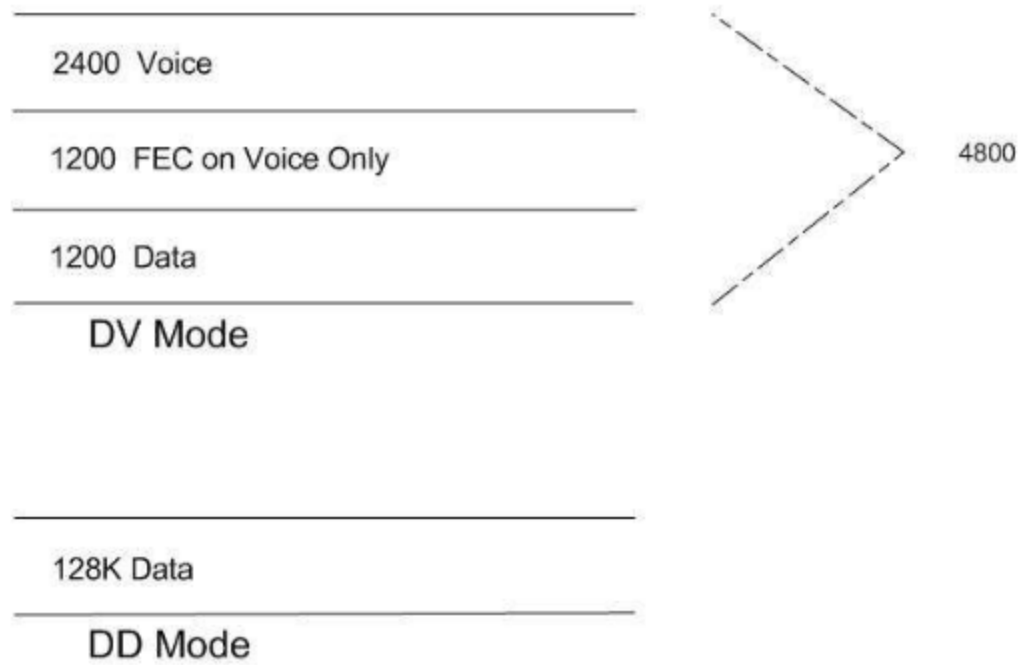 2400 Voice
1200 FEC on Voice Only
4800
1200 Data
DV Mode
128K Data
DD Mode